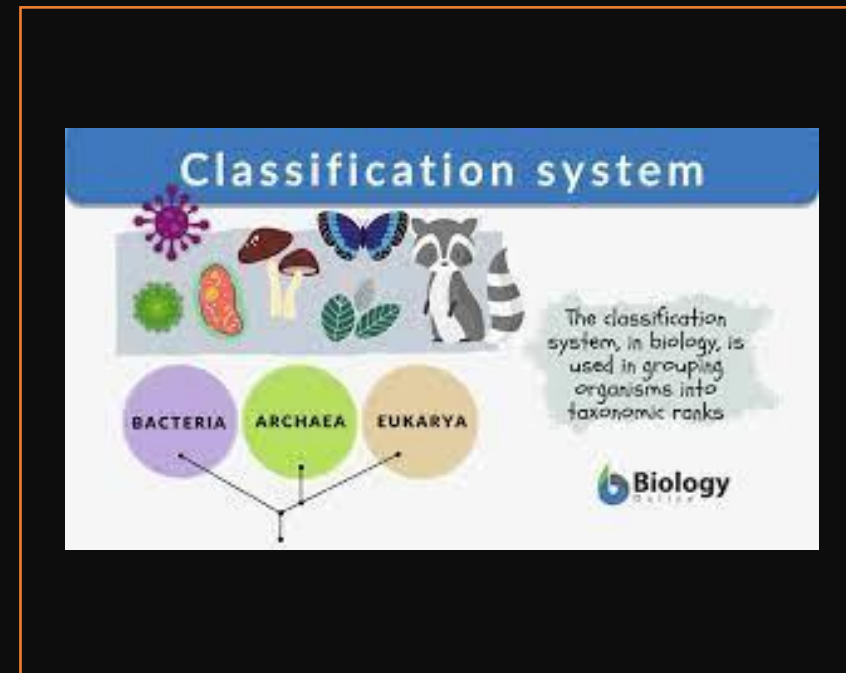 Classification system
The classification
system, in biology, is
used in grouping
organisms into
taxonomic ranks
BACTERIA
ARCHAEA
EUKARYA
Biology
Online